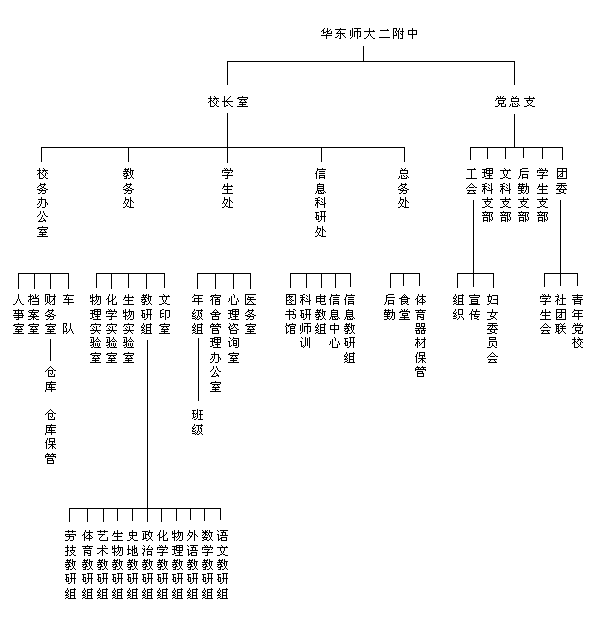 华东师大二附中
校长室
党总支
校务办公室
教务处
学生处
信息科研处
总务处
工会
理科支部
文科支部
后勤支部
学生支部
团委
人事室
档案室
财务室
车队
物理实验室
化学实验室
生物实验室
教研组
文印室
年级组
宿舍管理办公室
心理咨询室
医务室
图书馆
科研师训
电教组
信息中心
信息教研组
后勤
食堂
体育器材保管
组织
宣传
妇女委员会
学生会
社团联
青年党校
仓库
仓库保管
班级
劳技教研组
体育教研组
艺术教研组
生物教研组
史地教研组
政治教研组
化学教研组
物理教研组
外语教研组
数学教研组
语文教研组